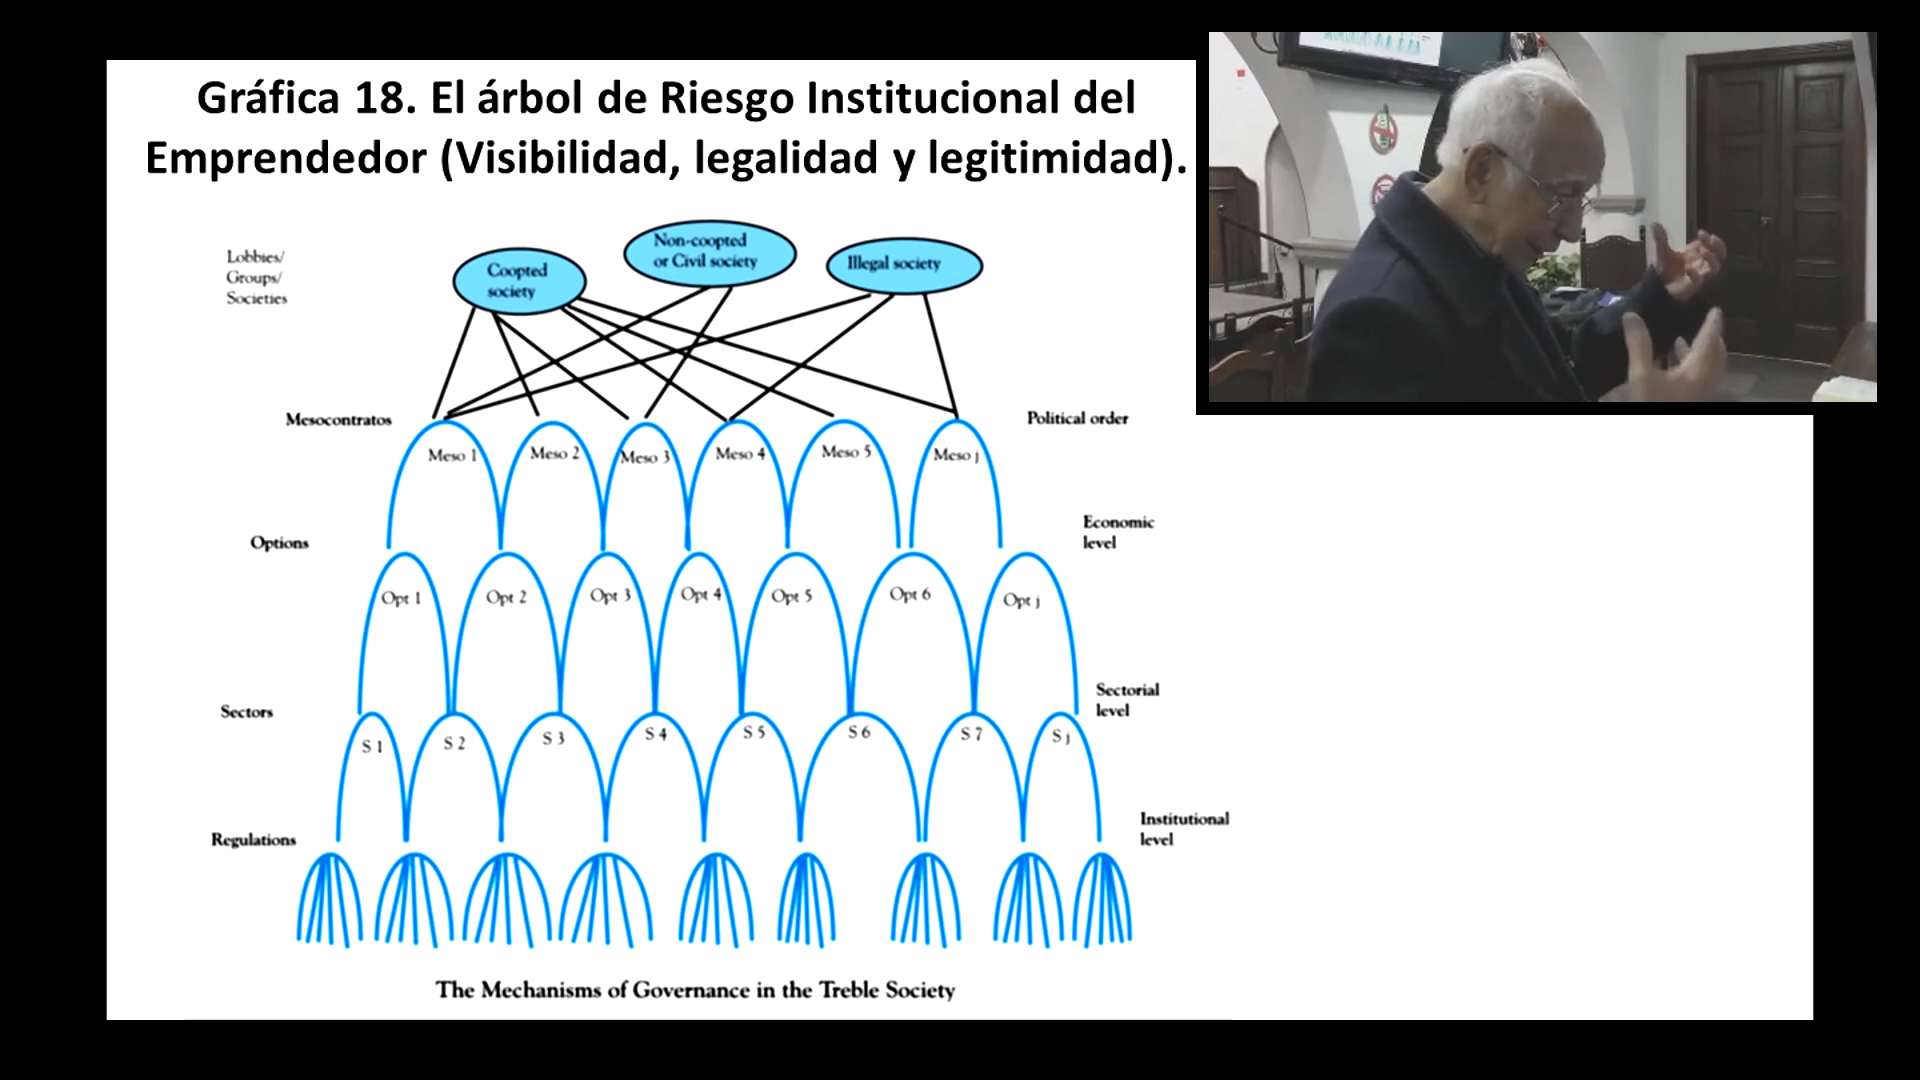 Gráfica 18. El árbol de Riesgo Institucional del
Emprendedor (Visibilidad, legalidad y legitimidad).
Lobbies/
Groups/
Societies
Coopted
society
Non-coopted
or Civil society
Illegal society
Mesocontratos
Political order
Meso 1
Meso 2
Meso 3
Meso 4
Meso 5
Meso j
Options
Economic
level
Opt 1
Opt 2
Opt 3
Opt 4
Opt 5
Opt 6
Opt j
Sectors
Sectorial
level
S 1
S 2
S 3
S 4
S 5
S 6
S 7
S j
Regulations
Institutional
level
The Mechanisms of Governance in the Treble Society